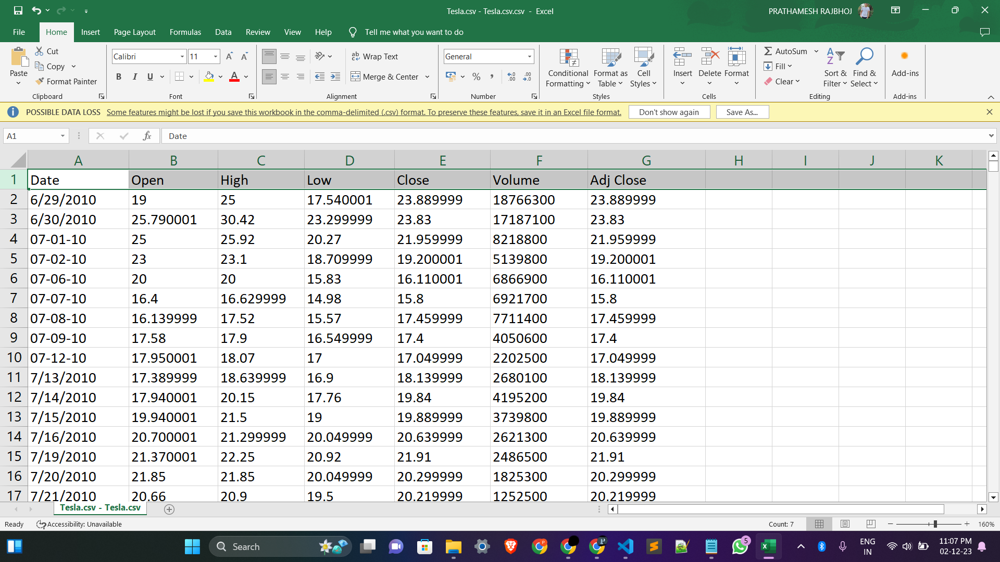 Tesla.csv - Tesla.csv.csv - Excel
PRATHAMESH RAJBHOJ
File Home Insert Page Layout Formulas Data Review View Help Tell me what you want to do
Paste
Cut
Copy
Format Painter
Clipboard
Calibri 11
B I U A
Font
Wrap Text
Merge & Center
Alignment
General
Number
Conditional Formatting
Format as Table
Cell Styles
Styles
Insert
Delete
Format
Cells
AutoSum
Fill
Clear
Sort & Filter
Find & Select
Editing
Add-ins
Add-ins
POSSIBLE DATA LOSS Some features might be lost if you save this workbook in the comma-delimited (.csv) format. To preserve these features, save it in an Excel file format. Don't show again Save As...
A1 fx Date
A B C D E F G H I J K
1 Date Open High Low Close Volume Adj Close
2 6/29/2010 19 25 17.540001 23.889999 18766300 23.889999
3 6/30/2010 25.790001 30.42 23.299999 23.83 17187100 23.83
4 07-01-10 25 25.92 20.27 21.959999 8218800 21.959999
5 07-02-10 23 23.1 18.709999 19.200001 5139800 19.200001
6 07-06-10 20 20 15.83 16.110001 6866900 16.110001
7 07-07-10 16.4 16.629999 14.98 15.8 6921700 15.8
8 07-08-10 16.139999 17.52 15.57 17.459999 7711400 17.459999
9 07-09-10 17.58 17.9 16.549999 17.4 4050600 17.4
10 07-12-10 17.950001 18.07 17 17.049999 2202500 17.049999
11 7/13/2010 17.389999 18.639999 16.9 18.139999 2680100 18.139999
12 7/14/2010 17.940001 20.15 17.76 19.84 4195200 19.84
13 7/15/2010 19.940001 21.5 19 19.889999 3739800 19.889999
14 7/16/2010 20.700001 21.299999 20.049999 20.639999 2621300 20.639999
15 7/19/2010 21.370001 22.25 20.92 21.91 2486500 21.91
16 7/20/2010 21.85 21.85 20.049999 20.299999 1825300 20.299999
17 7/21/2010 20.66 20.9 19.5 20.219999 1252500 20.219999
Tesla.csv - Tesla.csv
Ready Accessibility: Unavailable Count: 7 160%
Search 5 ENG IN 11:07 PM 02-12-23